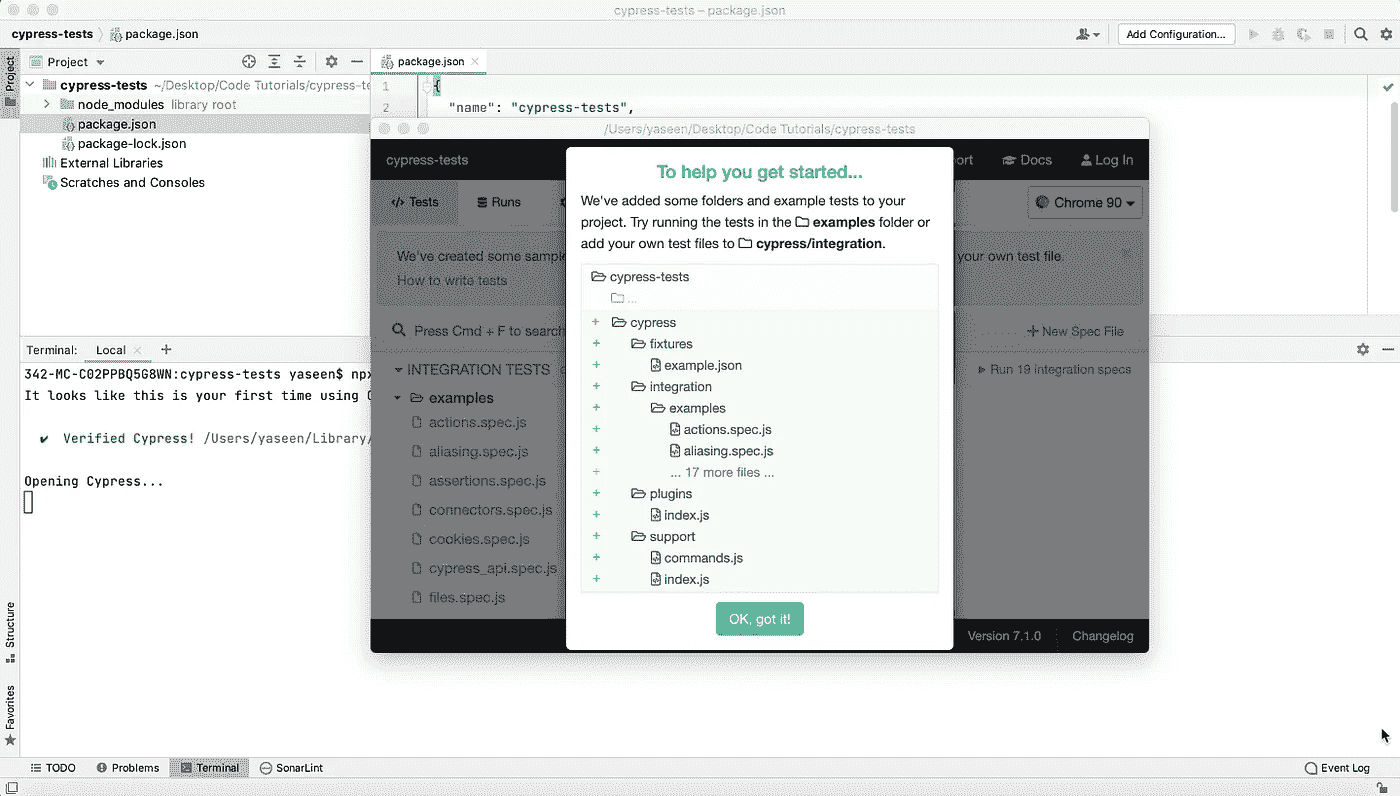 cypress-tests – package.json
cypress-tests package.json
Add Configuration...
Project
Project
package.json
cypress-tests ~/Desktop/Code Tutorials/cypress-te
node_modules library root
package.json
package-lock.json
External Libraries
Scratches and Consoles
1 {
2 "name": "cypress-tests",
Terminal: Local +
342-MC-C02PPBQ5G8WN:cypress-tests yaseen$ npx
It looks like this is your first time using
✔ Verified Cypress! /Users/yaseen/Library/
Opening Cypress...
/Users/yaseen/Desktop/Code Tutorials/cypress-tests
cypress-tests
port Docs Log In
</> Tests Runs
Chrome 90
We've created some sample
your own test file.
How to write tests
Press Cmd + F to search
New Spec File
INTEGRATION TESTS
Run 19 integration specs
examples
actions.spec.js
aliasing.spec.js
assertions.spec.js
connectors.spec.js
cookies.spec.js
cypress_api.spec.js
files.spec.js
Version 7.1.0 Changelog
To help you get started...
We've added some folders and example tests to your
project. Try running the tests in the examples folder or
add your own test files to cypress/integration.
cypress-tests
...
+ cypress
+ fixtures
+ example.json
+ integration
+ examples
+ actions.spec.js
+ aliasing.spec.js
+ ... 17 more files ...
+ plugins
+ index.js
+ support
+ commands.js
+ index.js
OK, got it!
Structure
Favorites
TODO Problems Terminal SonarLint
Event Log